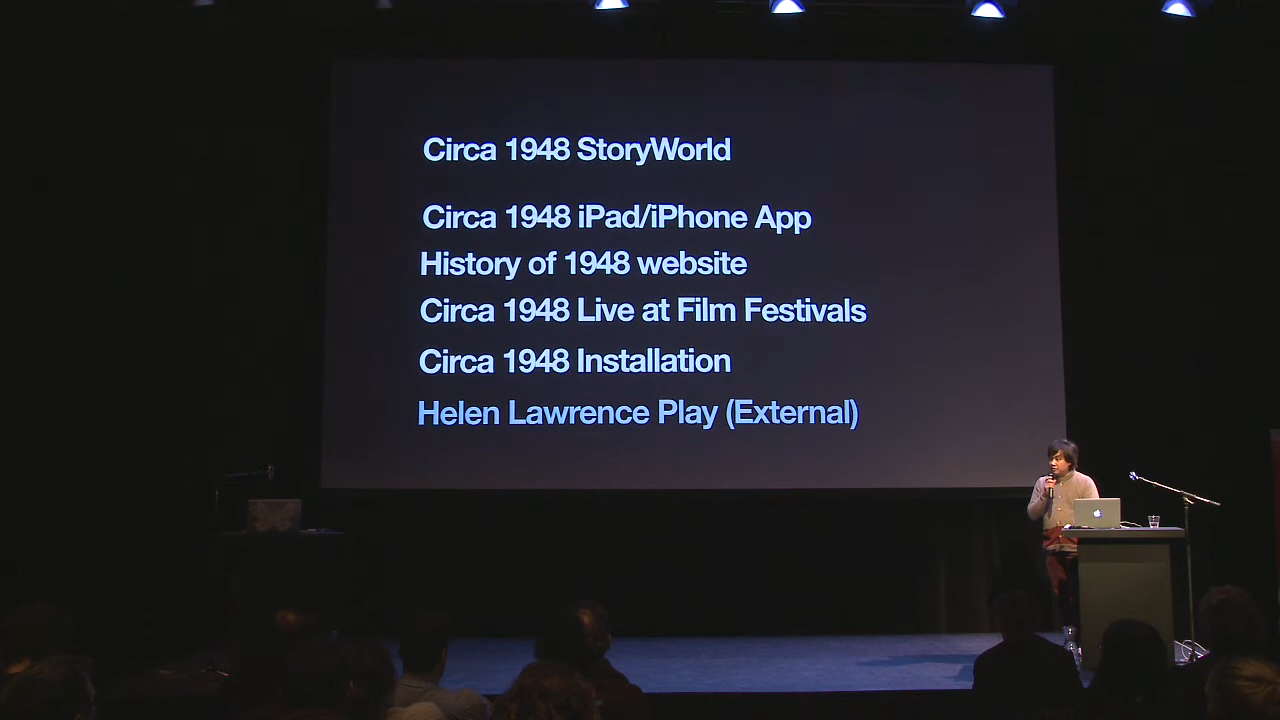 Circa 1948 StoryWorld
Circa 1948 iPad/iPhone App
History of 1948 website
Circa 1948 Live at Film Festivals
Circa 1948 Installation
Helen Lawrence Play (External)